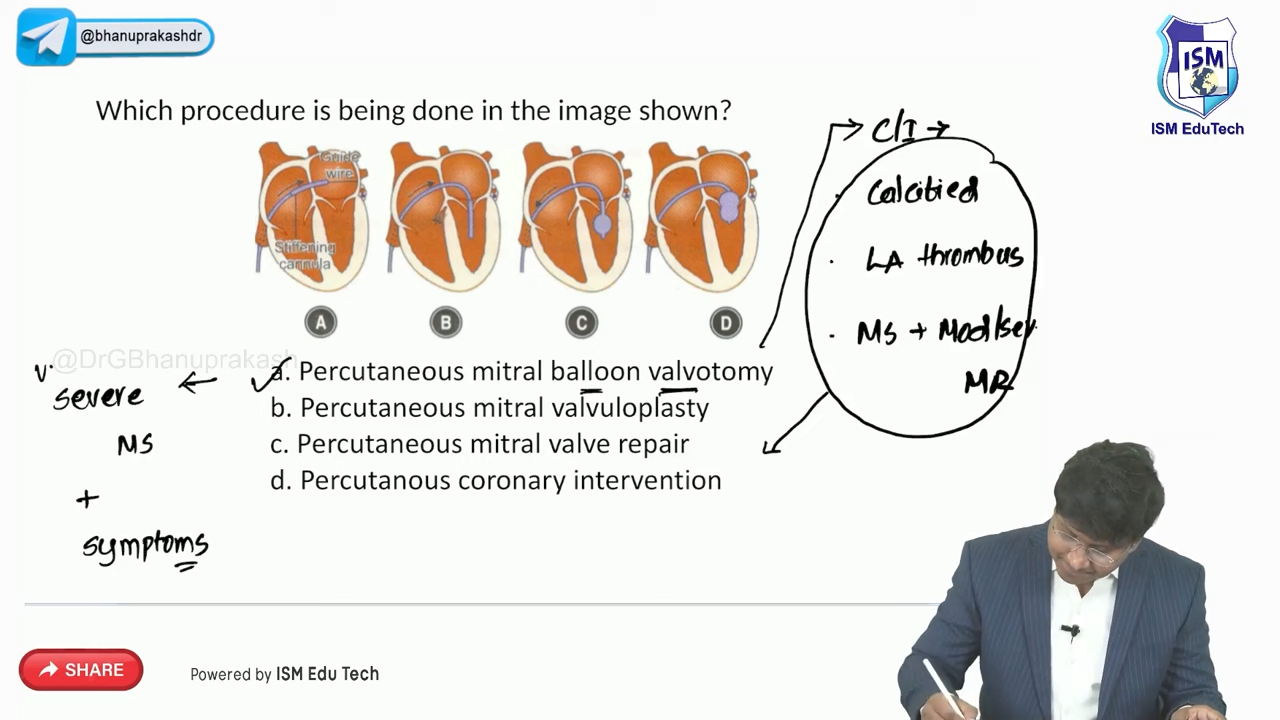 @bhanuprakashdr
ISM
ISM EduTech
Which procedure is being done in the image shown?
Guide
wire
Stiffening
cannula
A
B
C
D
C/I →
Calcified
LA thrombus
MS + Mod/sev
MR
@DrGBhanuprakash
a. Percutaneous mitral balloon valvotomy
b. Percutaneous mitral valvuloplasty
c. Percutaneous mitral valve repair
d. Percutanous coronary intervention
v.
severe ←
MS
+
symptoms
SHARE
Powered by ISM Edu Tech